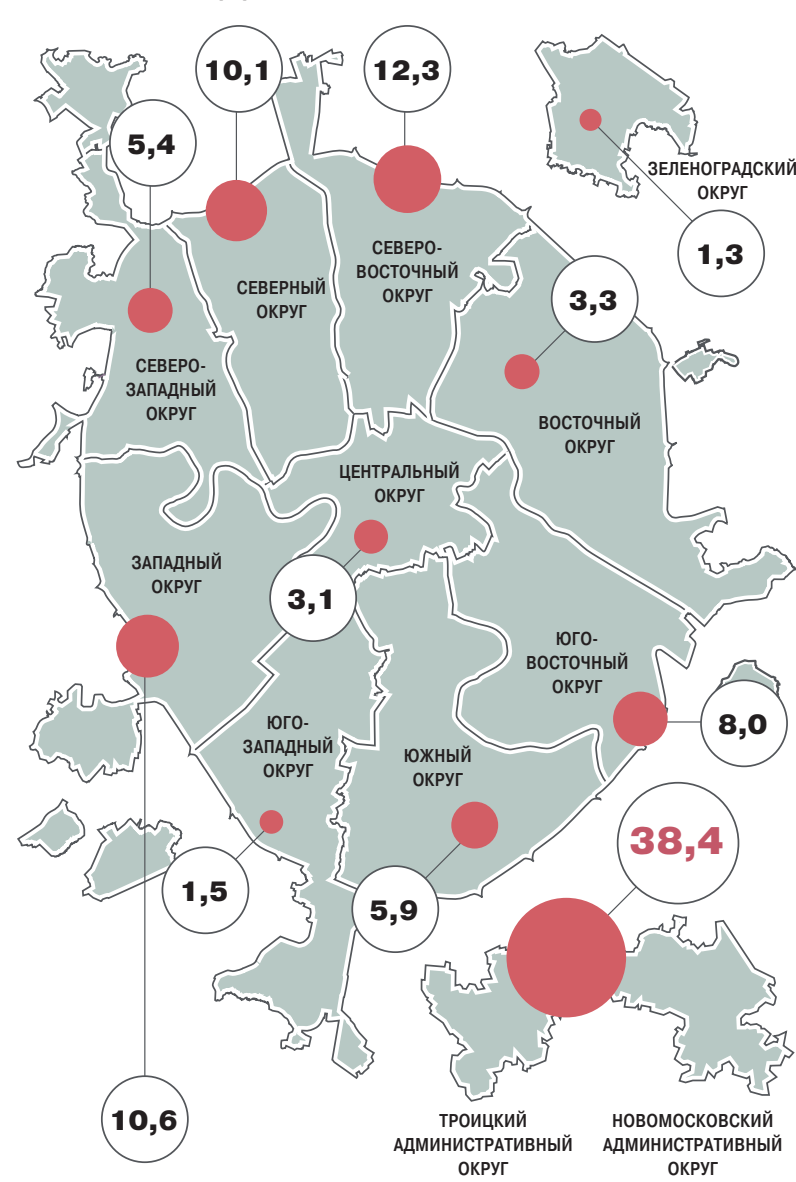 10,1
12,3
5,4
ЗЕЛЕНОГРАДСКИЙ
ОКРУГ
1,3
СЕВЕРО-
ВОСТОЧНЫЙ
ОКРУГ
СЕВЕРНЫЙ
ОКРУГ
3,3
СЕВЕРО-
ЗАПАДНЫЙ
ОКРУГ
ВОСТОЧНЫЙ
ОКРУГ
ЦЕНТРАЛЬНЫЙ
ОКРУГ
ЗАПАДНЫЙ
ОКРУГ
3,1
ЮГО-
ВОСТОЧНЫЙ
ОКРУГ
8,0
ЮГО-
ЗАПАДНЫЙ
ОКРУГ
ЮЖНЫЙ
ОКРУГ
38,4
1,5
5,9
10,6
ТРОИЦКИЙ
АДМИНИСТРАТИВНЫЙ
ОКРУГ
НОВОМОСКОВСКИЙ
АДМИНИСТРАТИВНЫЙ
ОКРУГ